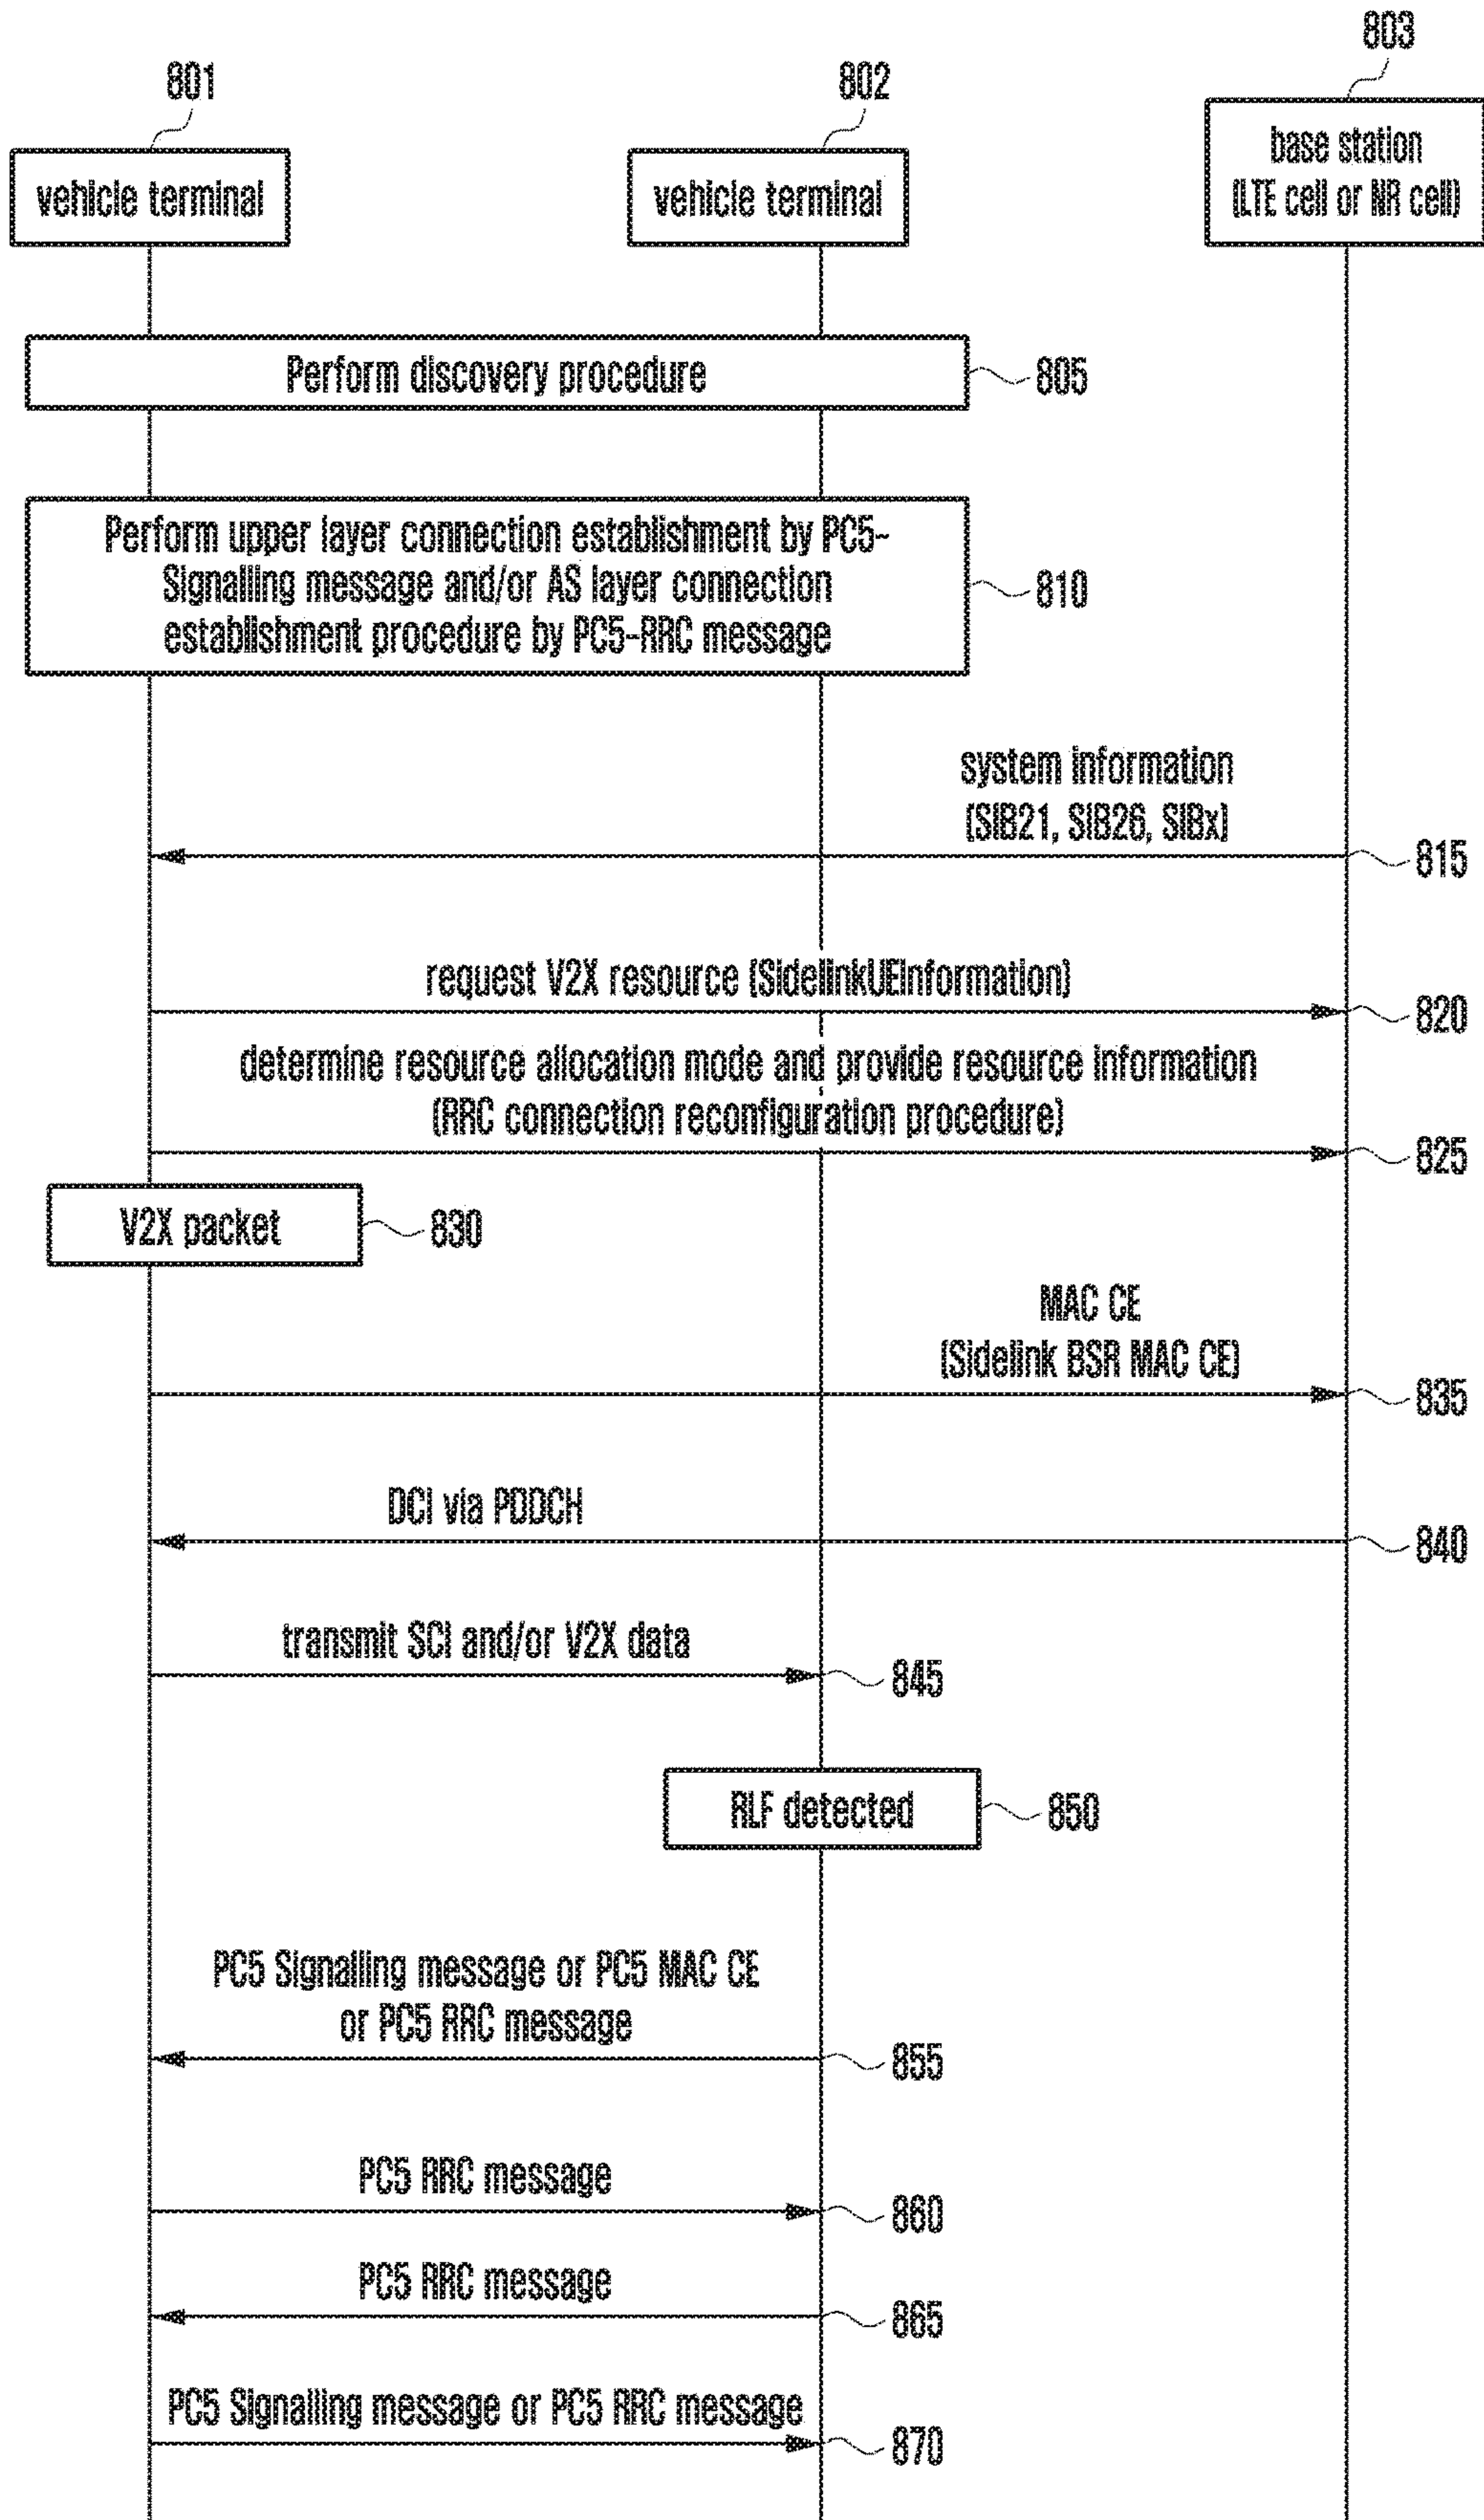 801
802
803
vehicle terminal
vehicle terminal
base station
(LTE cell or NR cell)
Perform discovery procedure
805
Perform upper layer connection establishment by PC5-
Signalling message and/or AS layer connection
establishment procedure by PC5-RRC message
810
system information
(SIB21, SIB26, SIBx)
815
request V2X resource (SidelinkUEInformation)
820
determine resource allocation mode and provide resource information
(RRC connection reconfiguration procedure)
825
V2X packet
830
MAC CE
(Sidelink BSR MAC CE)
835
DCI via PDDCH
840
transmit SCI and/or V2X data
845
RLF detected
850
PC5 Signalling message or PC5 MAC CE
or PC5 RRC message
855
PC5 RRC message
860
PC5 RRC message
865
PC5 Signalling message or PC5 RRC message
870